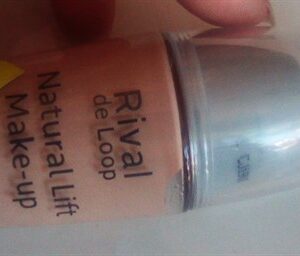 Rival
de Loop
Natural Lift
Make-up